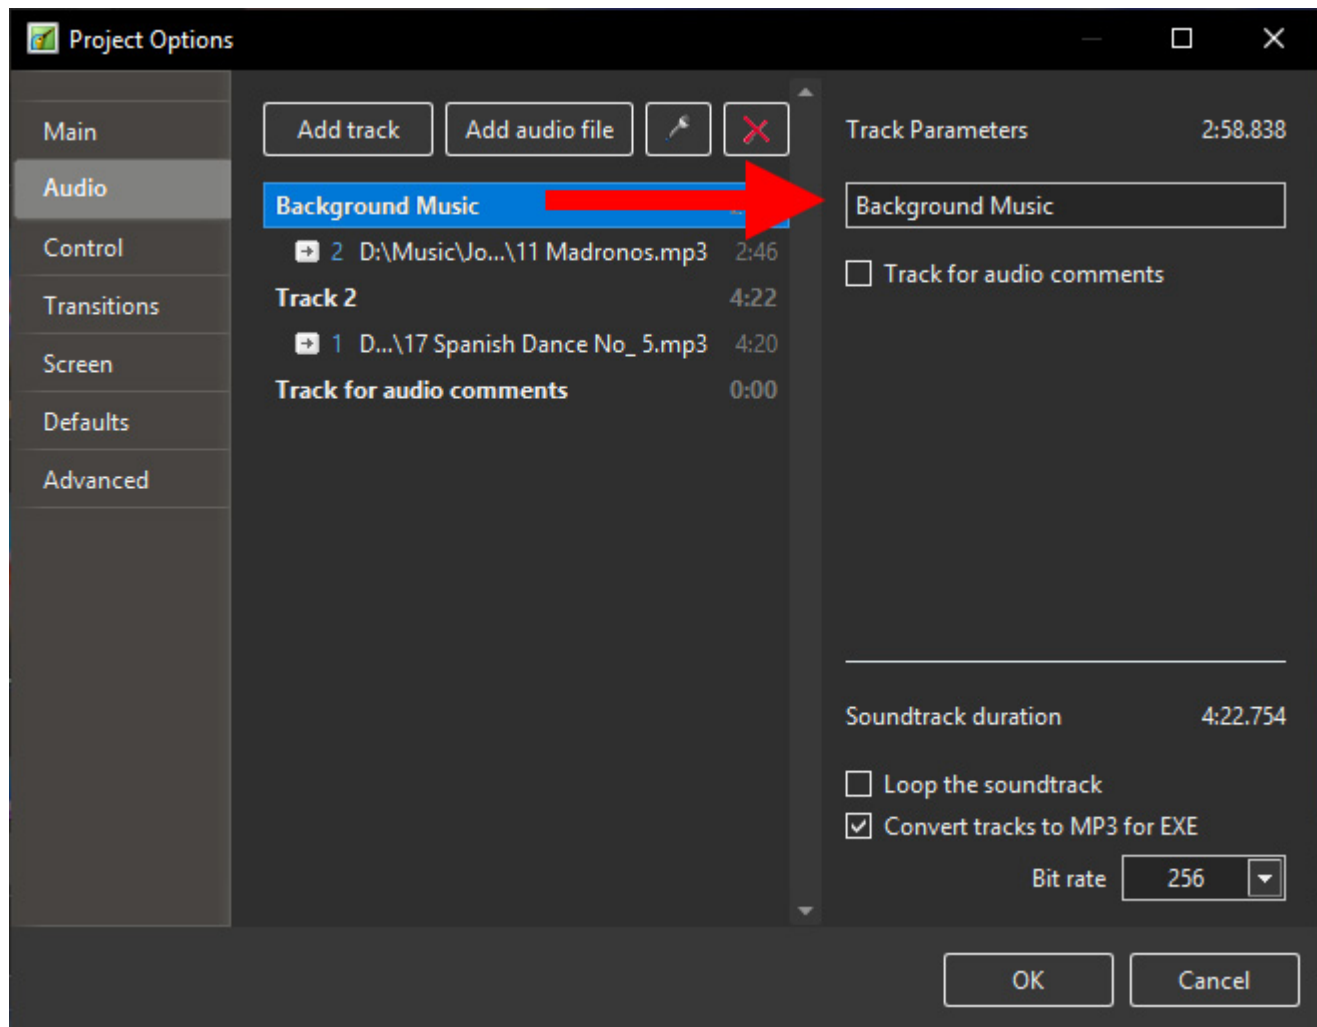 Project Options
Main
Audio
Control
Transitions
Screen
Defaults
Advanced
Add track
Add audio file
Background Music
2 D:\Music\Jo...\11 Madronos.mp3 2:46
Track 2 4:22
1 D...\17 Spanish Dance No_ 5.mp3 4:20
Track for audio comments 0:00
Track Parameters 2:58.838
Background Music
Track for audio comments
Soundtrack duration 4:22.754
Loop the soundtrack
Convert tracks to MP3 for EXE
Bit rate 256
OK
Cancel